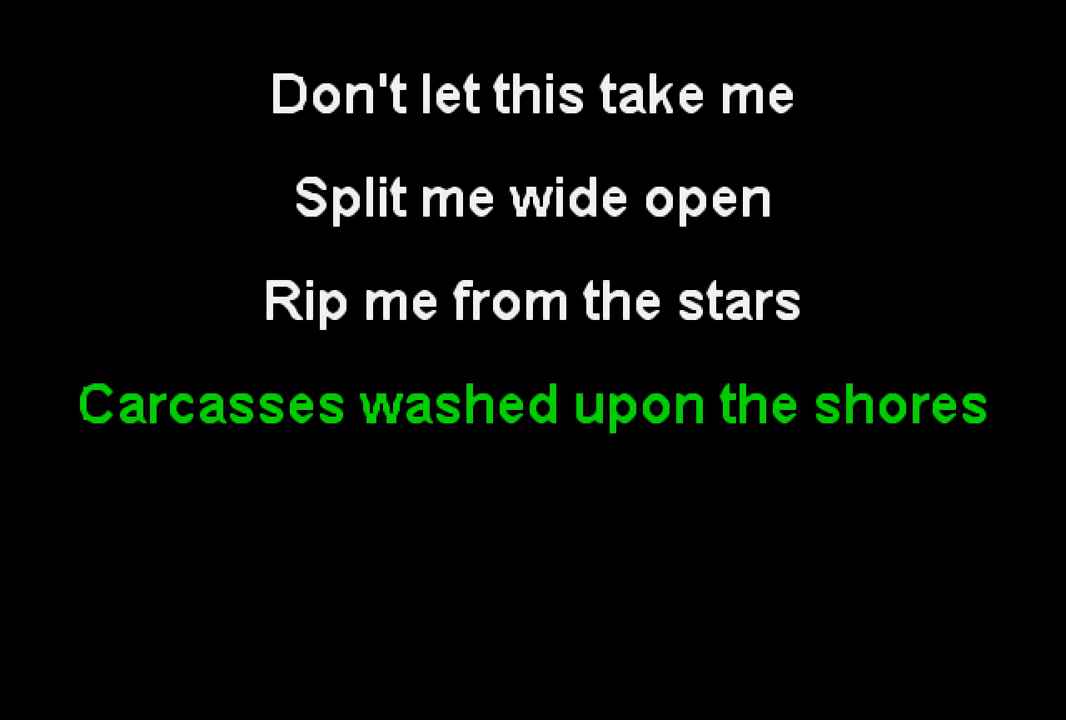 Don't let this take me
Split me wide open
Rip me from the stars
Carcasses washed upon the shores